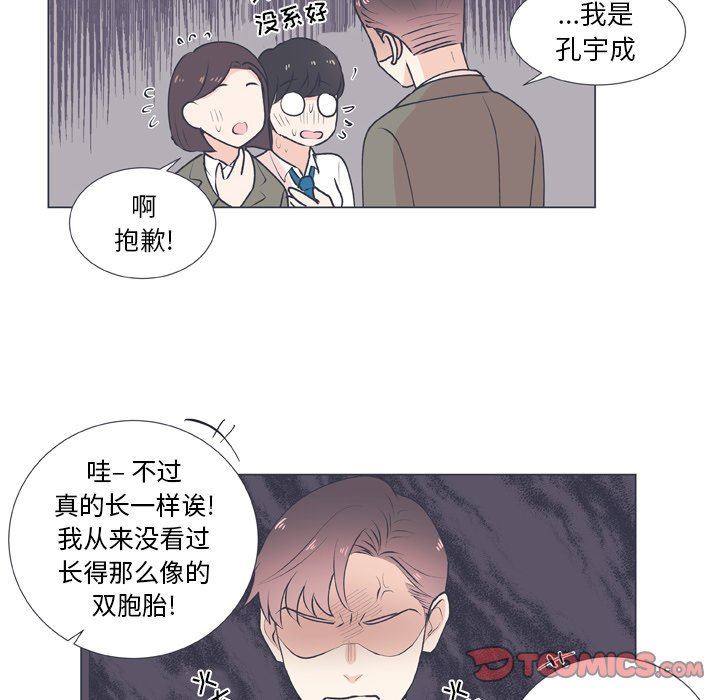 没系好
…我是
孔宇成
啊
抱歉!
哇– 不过
真的长一样诶!
我从来没看过
长得那么像的
双胞胎!
TOOMICS.COM